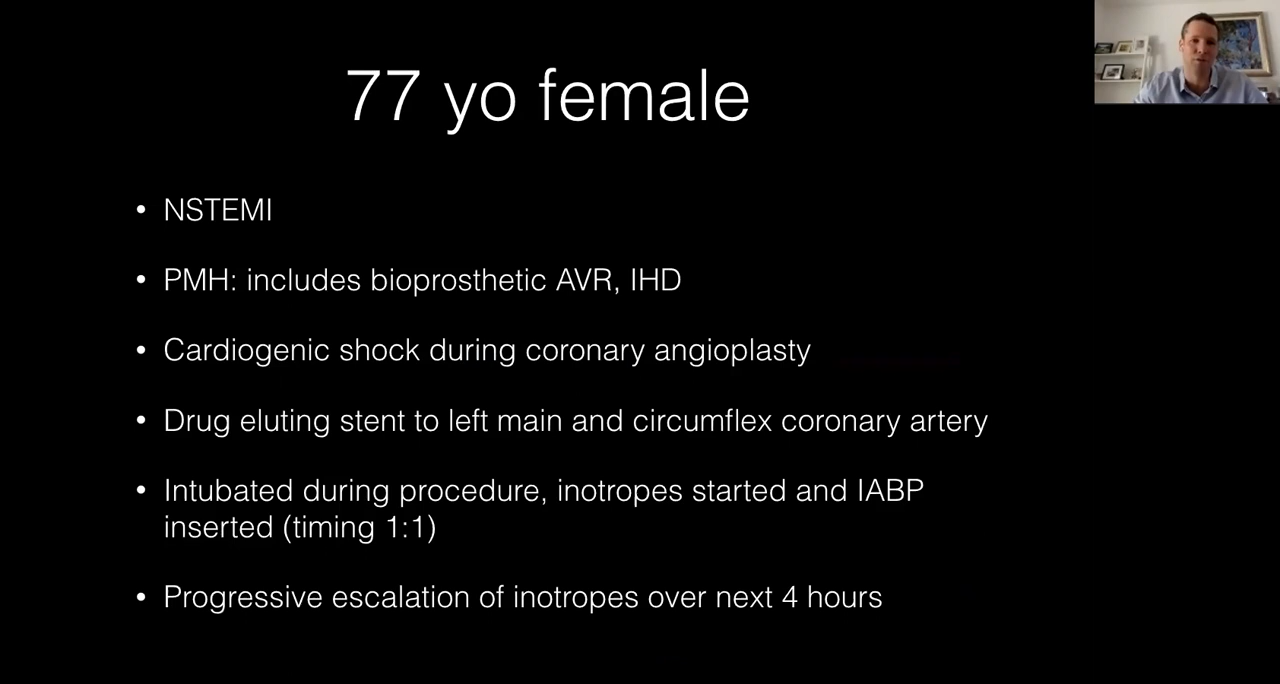 77 yo female
• NSTEMI
• PMH: includes bioprosthetic AVR, IHD
• Cardiogenic shock during coronary angioplasty
• Drug eluting stent to left main and circumflex coronary artery
• Intubated during procedure, inotropes started and IABP
inserted (timing 1:1)
• Progressive escalation of inotropes over next 4 hours